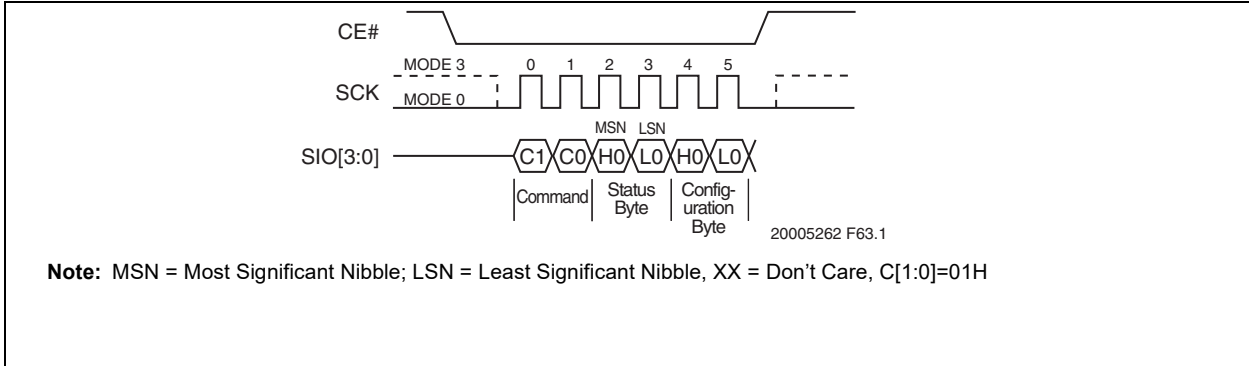 CE#
MODE 3 0 1 2 3 4 5
SCK MODE 0
MSN LSN
SIO[3:0] C1 C0 H0 L0 H0 L0
Command
Status
Byte
Config-
uration
Byte
20005262 F63.1
Note: MSN = Most Significant Nibble; LSN = Least Significant Nibble, XX = Don't Care, C[1:0]=01H